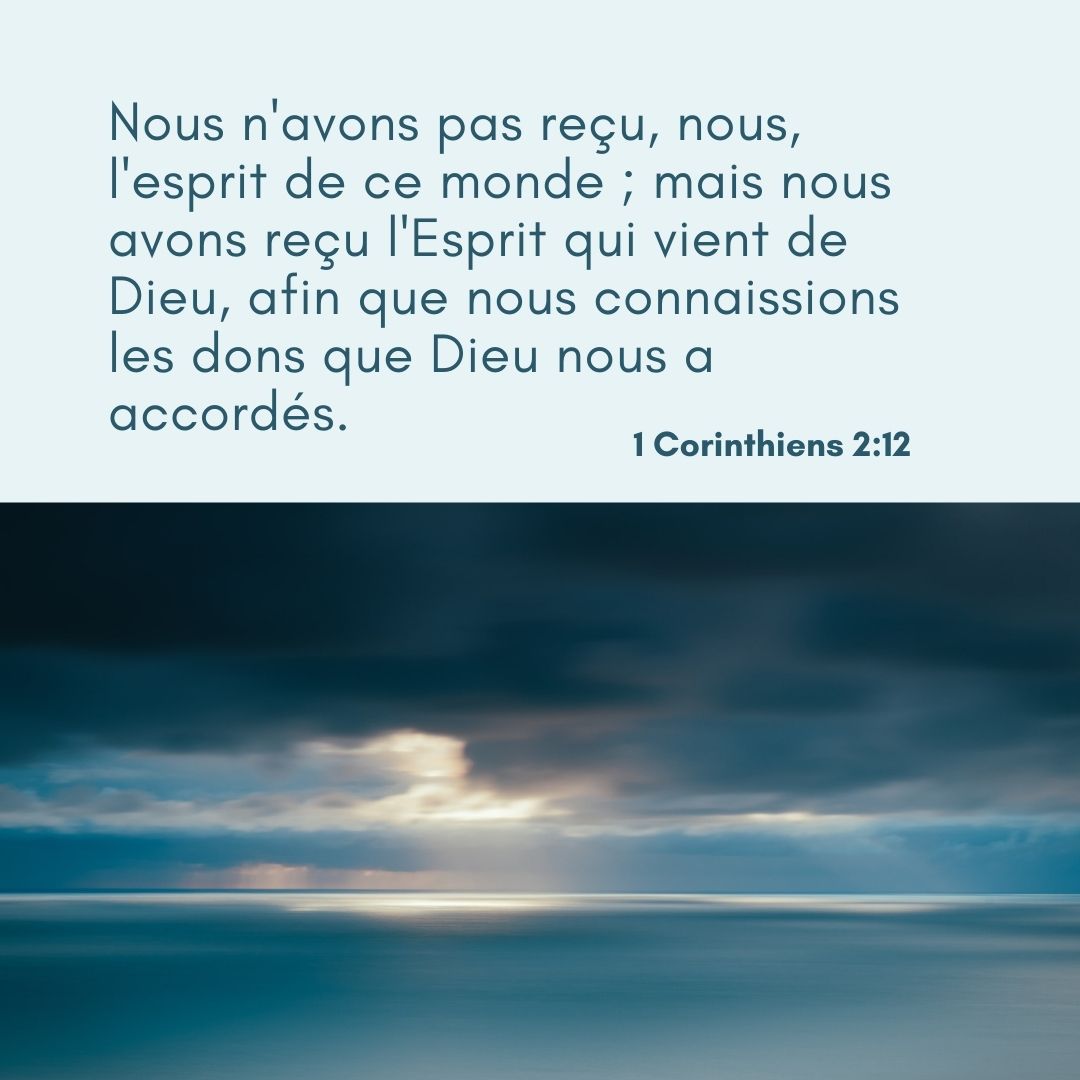 Nous n'avons pas reçu, nous,
l'esprit de ce monde ; mais nous
avons reçu l'Esprit qui vient de
Dieu, afin que nous connaissions
les dons que Dieu nous a
accordés.
1 Corinthiens 2:12